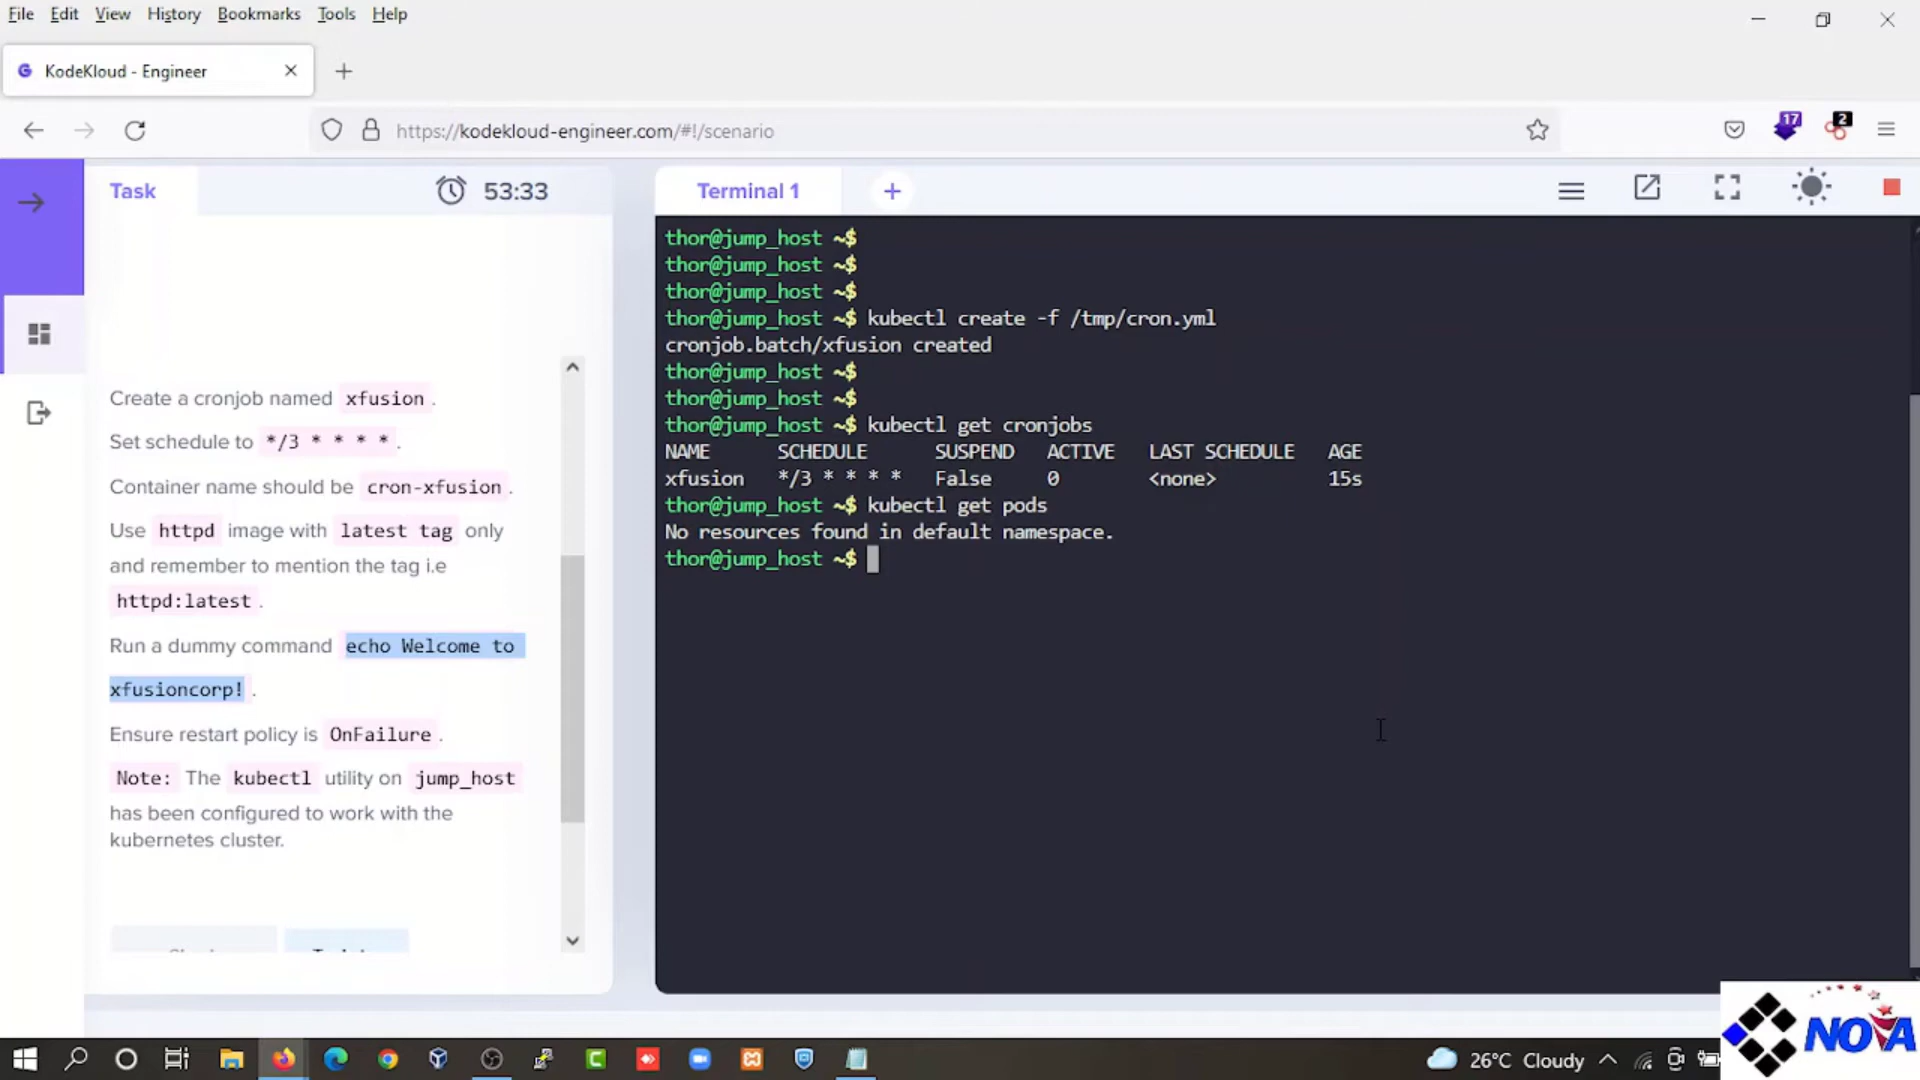 File Edit View History Bookmarks Tools Help
KodeKloud - Engineer
https://kodekloud-engineer.com/#!/scenario
17
2
Task
53:33
Terminal 1
Create a cronjob named xfusion .
Set schedule to */3 * * * * .
Container name should be cron-xfusion .
Use httpd image with latest tag only
and remember to mention the tag i.e
httpd:latest .
Run a dummy command echo Welcome to
xfusioncorp! .
Ensure restart policy is OnFailure .
Note: The kubectl utility on jump_host
has been configured to work with the
kubernetes cluster.
thor@jump_host ~$
thor@jump_host ~$
thor@jump_host ~$
thor@jump_host ~$ kubectl create -f /tmp/cron.yml
cronjob.batch/xfusion created
thor@jump_host ~$
thor@jump_host ~$
thor@jump_host ~$ kubectl get cronjobs
NAME SCHEDULE SUSPEND ACTIVE LAST SCHEDULE AGE
xfusion */3 * * * * False 0 <none> 15s
thor@jump_host ~$ kubectl get pods
No resources found in default namespace.
thor@jump_host ~$
NOVA
26°C Cloudy